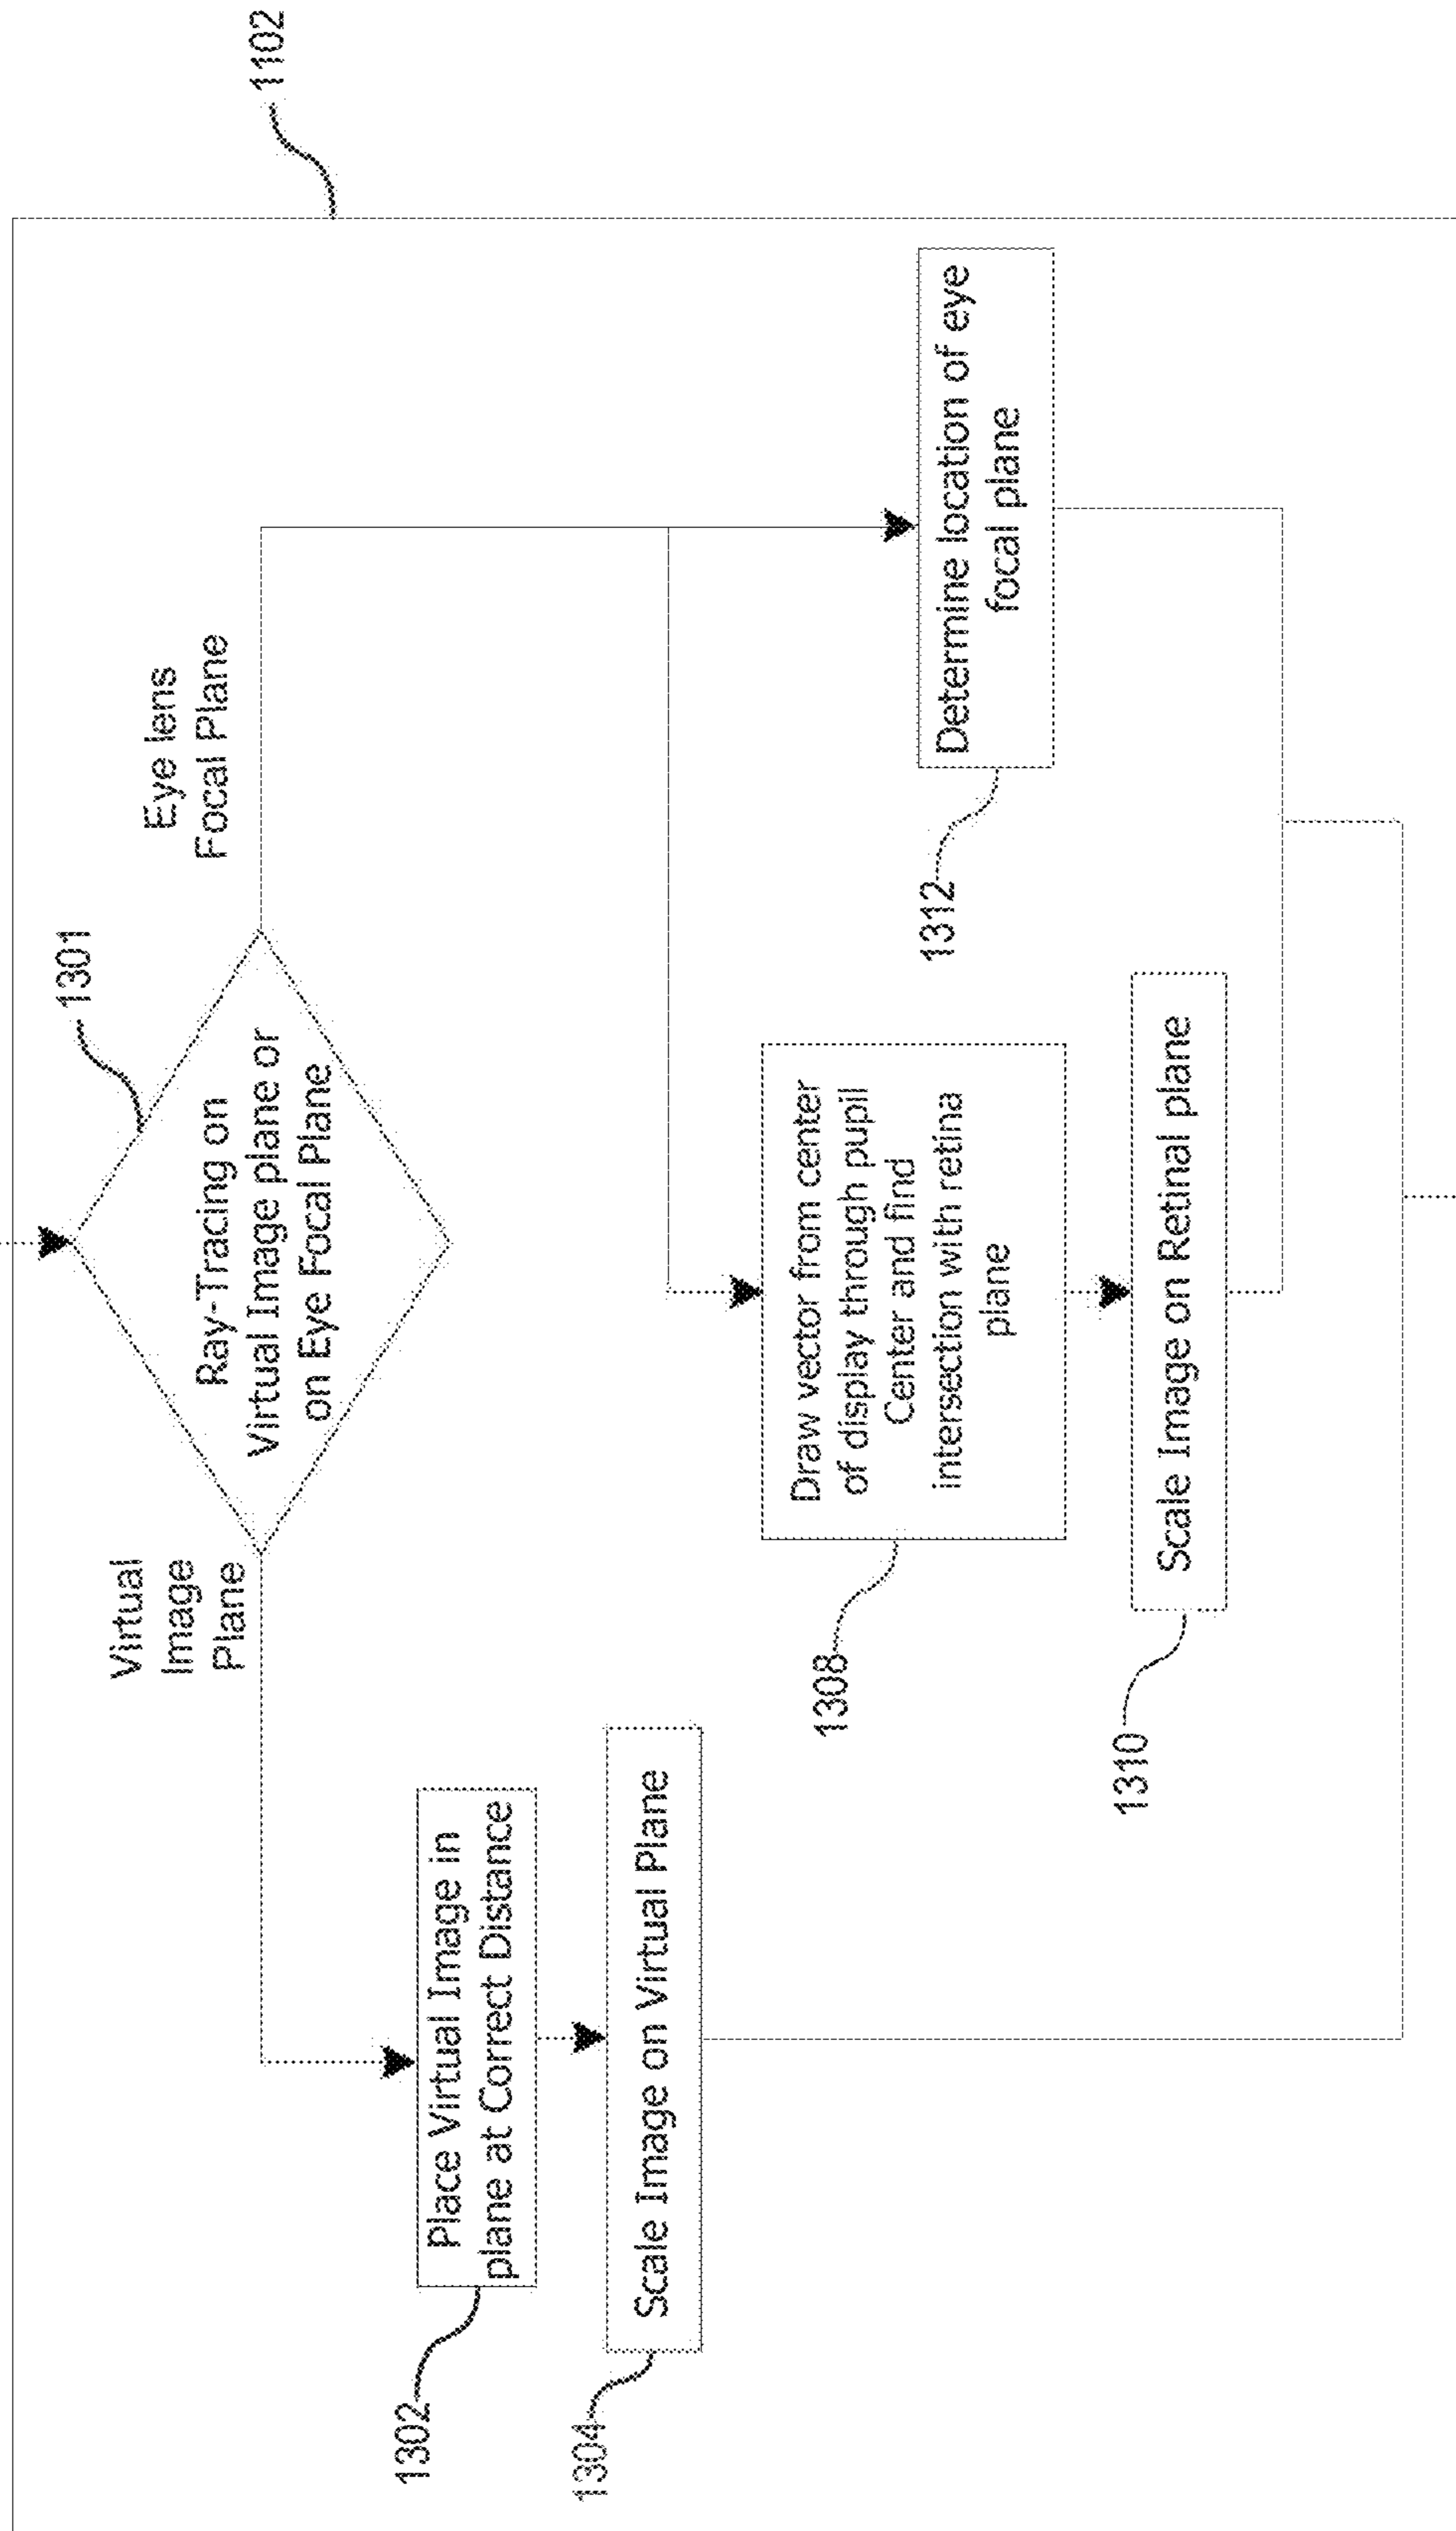 1102
1301
Ray-Tracing on
Virtual Image plane or
on Eye Focal Plane
Virtual
Image
Plane
Eye lens
Focal Plane
1302
Place Virtual Image in
plane at Correct Distance
1304
Scale Image on Virtual Plane
1308
Draw vector from center
of display through pupil
Center and find
intersection with retina
plane
1312
Determine location of eye
focal plane
1310
Scale Image on Retinal plane